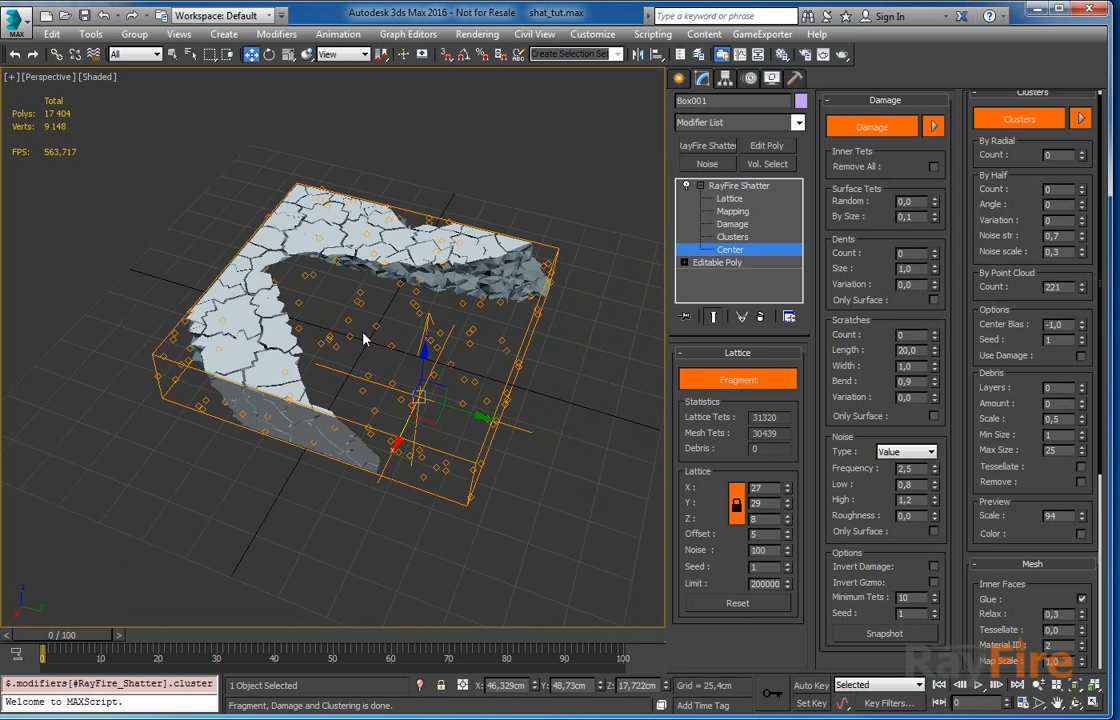 Autodesk 3ds Max 2016 - Not for Resale shat_tut.max
Workspace: Default
Type a keyword or phrase
Sign In
MAX
Edit Tools Group Views Create Modifiers Animation Graph Editors Rendering Civil View Customize Scripting Content GameExporter Help
All
View
Create Selection Se
[+] [Perspective] [Shaded]
Total
Polys: 17 404
Verts: 9 148
FPS: 563,717
Box001
Modifier List
RayFire Shatter
Edit Poly
Noise
Vol. Select
RayFire Shatter
Lattice
Mapping
Damage
Clusters
Center
Editable Poly
Lattice
Fragment
Statistics
Lattice Tets: 31320
Mesh Tets: 30439
Debris: 0
Lattice
X: 27
Y: 29
Z: 8
Offset: 5
Noise: 100
Seed: 1
Limit: 200000
Reset
Damage
Damage
Inner Tets
Remove All :
Surface Tets
Random : 0,0
By Size : 0,1
Dents
Count : 0
Size : 1,0
Variation : 0,0
Only Surface :
Scratches
Count : 0
Length : 20,0
Width : 1,0
Bend : 0,9
Variation : 0,0
Only Surface :
Noise
Type : Value
Frequency : 2,5
Low : 0,8
High : 1,2
Roughness : 0,0
Only Surface :
Options
Invert Damage:
Invert Gizmo:
Minimum Tets : 10
Seed : 1
Snapshot
Clusters
Clusters
By Radial
Count : 0
By Half
Count : 0
Angle : 0
Variation : 0
Noise str : 0,7
Noise scale : 0,3
By Point Cloud
Count : 221
Options
Center Bias : -1,0
Seed : 1
Use Damage :
Debris
Layers : 0
Amount : 0
Scale : 0,5
Min Size : 1
Max Size : 25
Tessellate :
Remove :
Preview
Scale : 94
Color :
Mesh
Inner Faces
Glue :
Relax : 0,3
Tessellate : 0,0
Material ID : 2
Map Scale : 1,0
RayFire
0 / 100
0 10 20 30 40 50 60 70 80 90 100
$.modifiers[#RayFire_Shatter].cluster
Welcome to MAXScript.
1 Object Selected
X: 46,329cm Y: 48,73cm Z: 17,722cm Grid = 25,4cm
Auto Key Selected
Fragment, Damage and Clustering is done.
Add Time Tag
Set Key Key Filters...
0